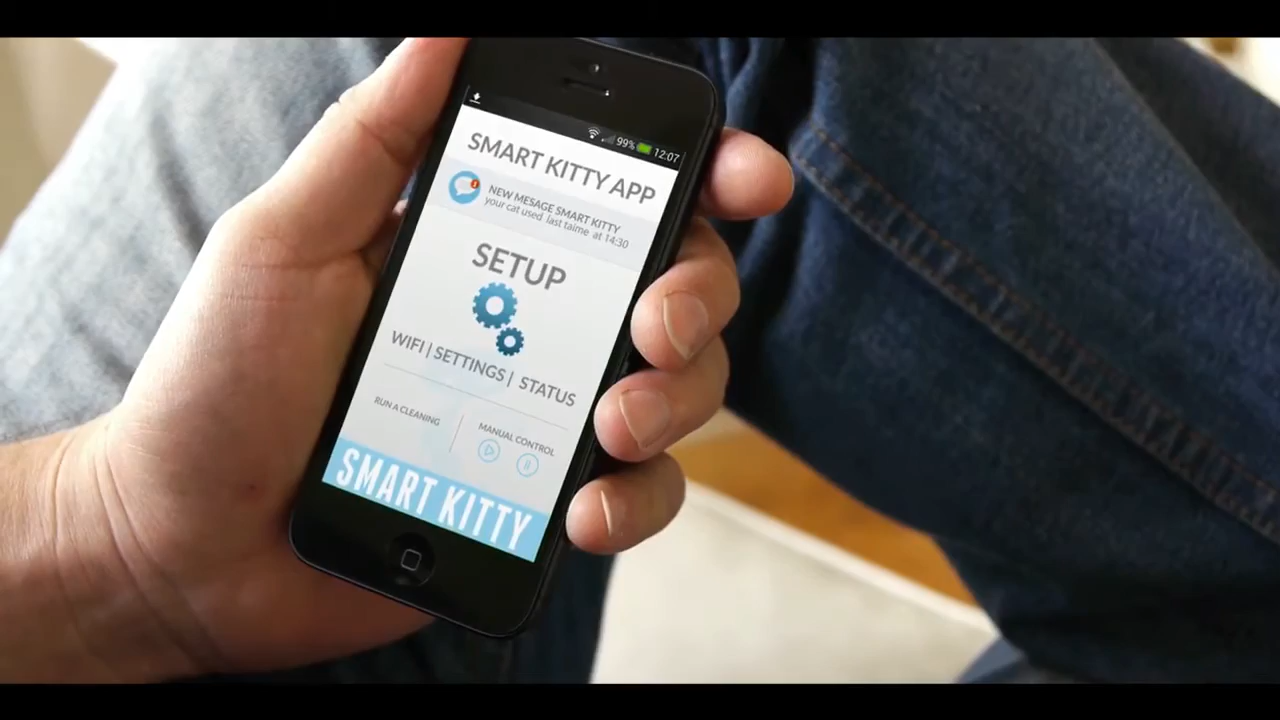 99% 12:07
SMART KITTY APP
NEW MESAGE SMART KITTY
your cat used last taime at 14:30
SETUP
WIFI | SETTINGS | STATUS
RUN A CLEANING
MANUAL CONTROL
SMART KITTY